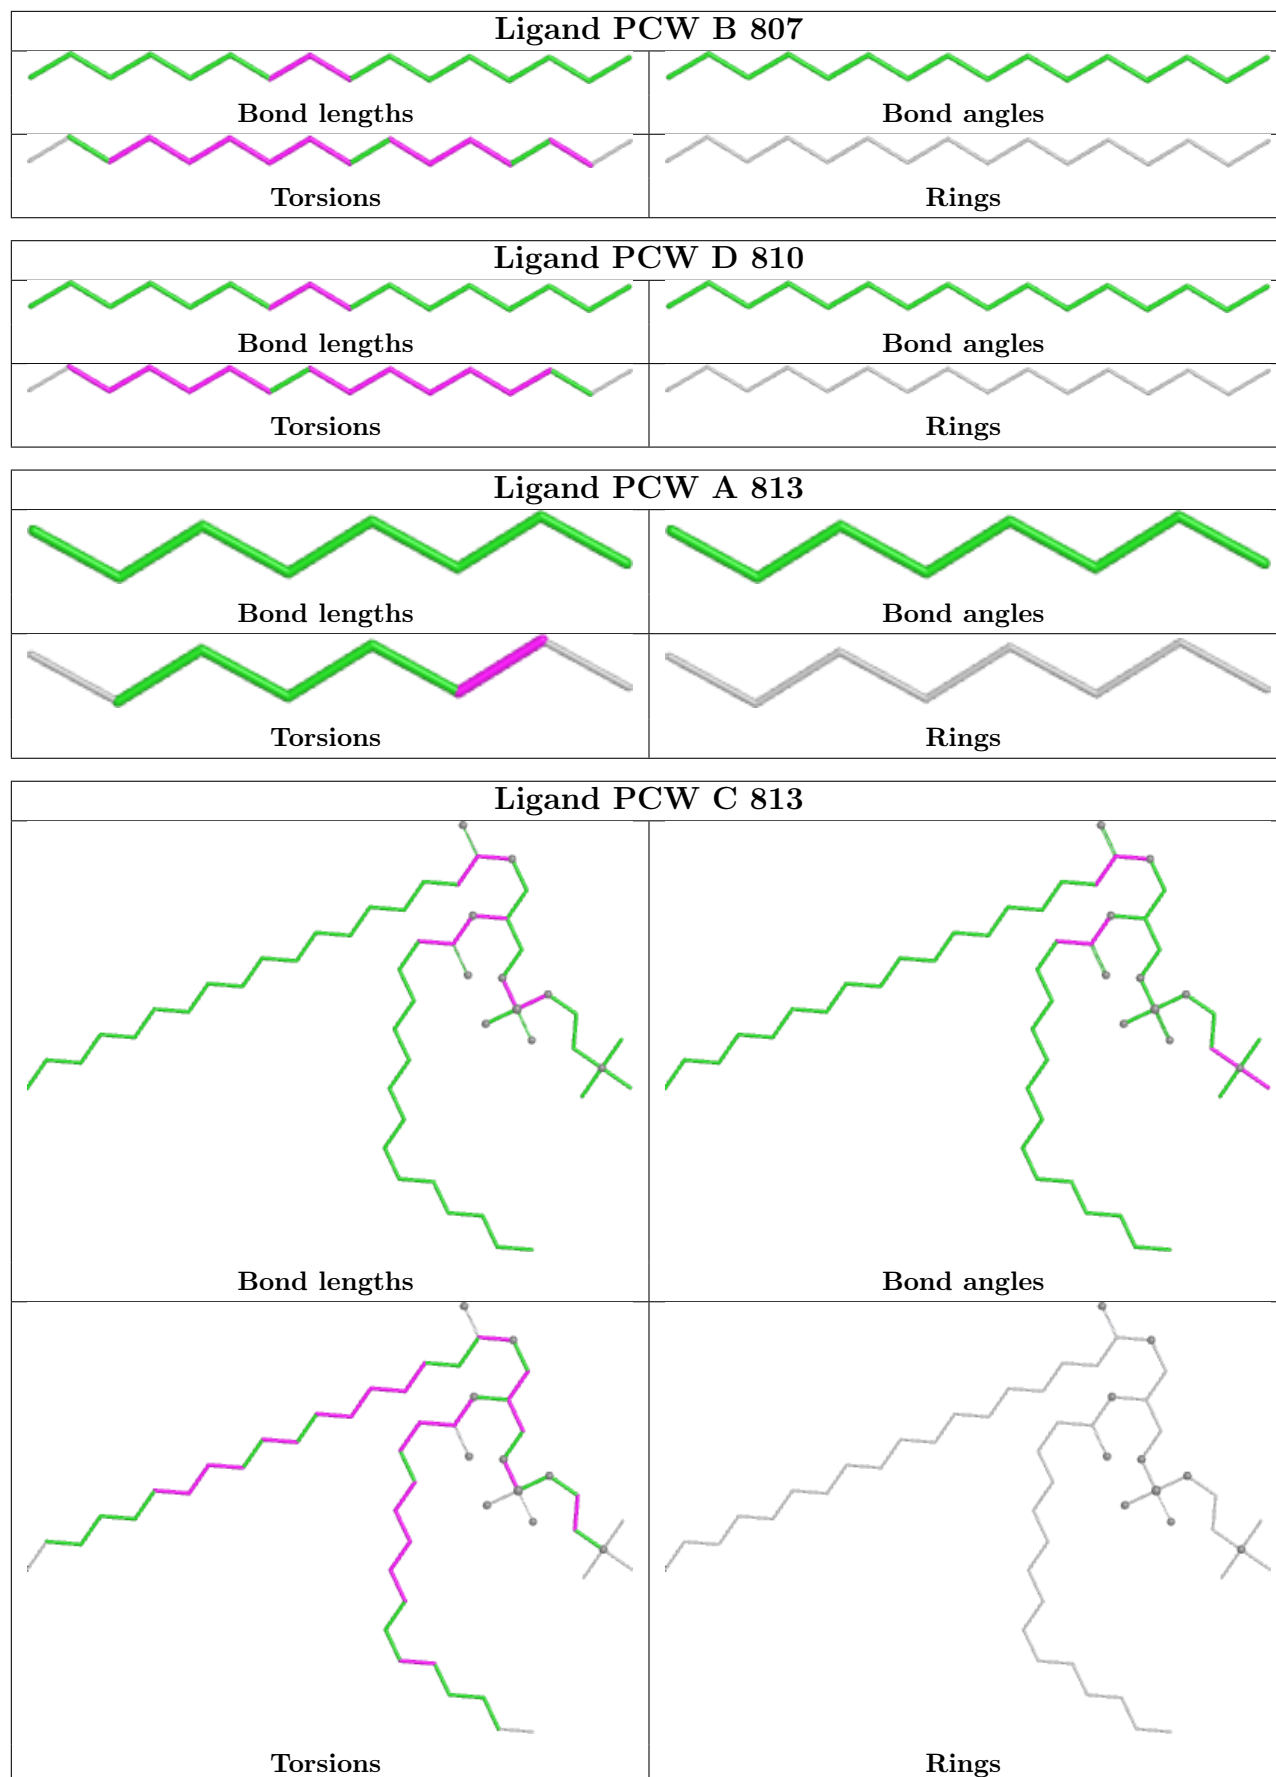 Ligand PCW B 807
Bond lengths
Bond angles
Torsions
Rings
Ligand PCW D 810
Bond lengths
Bond angles
Torsions
Rings
Ligand PCW A 813
Bond lengths
Bond angles
Torsions
Rings
Ligand PCW C 813
Bond lengths
Bond angles
Torsions
Rings